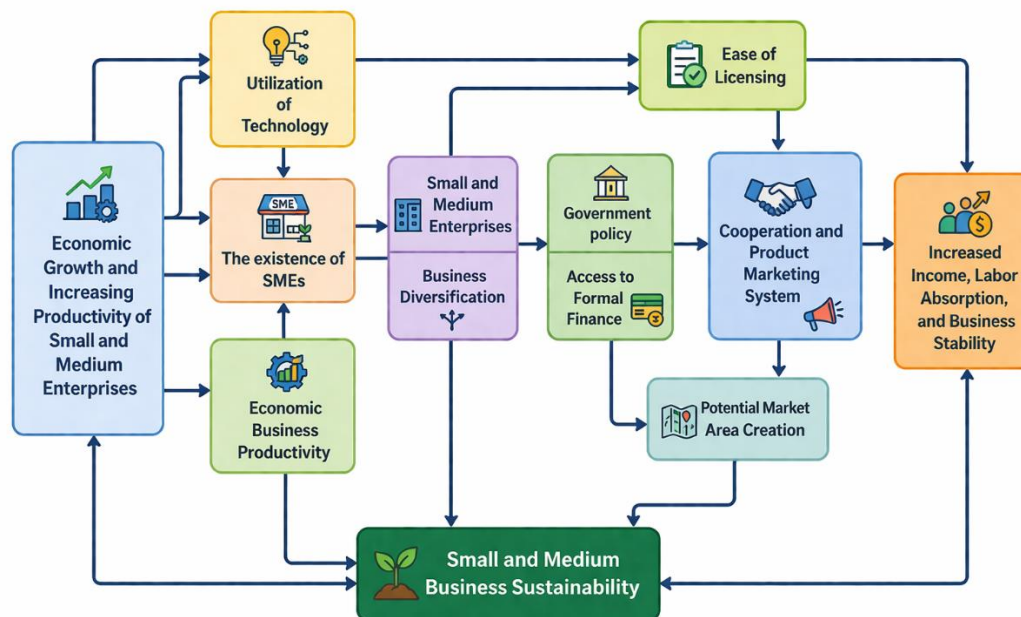 Utilization
of
Technology
Ease of
Licensing
Economic
Growth and
Increasing
Productivity of
Small and
Medium
Enterprises
SME
The existence of
SMEs
Small and
Medium
Enterprises
Business
Diversification
Government
policy
Access to
Formal
Finance
Cooperation and
Product
Marketing
System
Increased
Income, Labor
Absorption,
and Business
Stability
Economic
Business
Productivity
Potential Market
Area Creation
Small and Medium
Business Sustainability